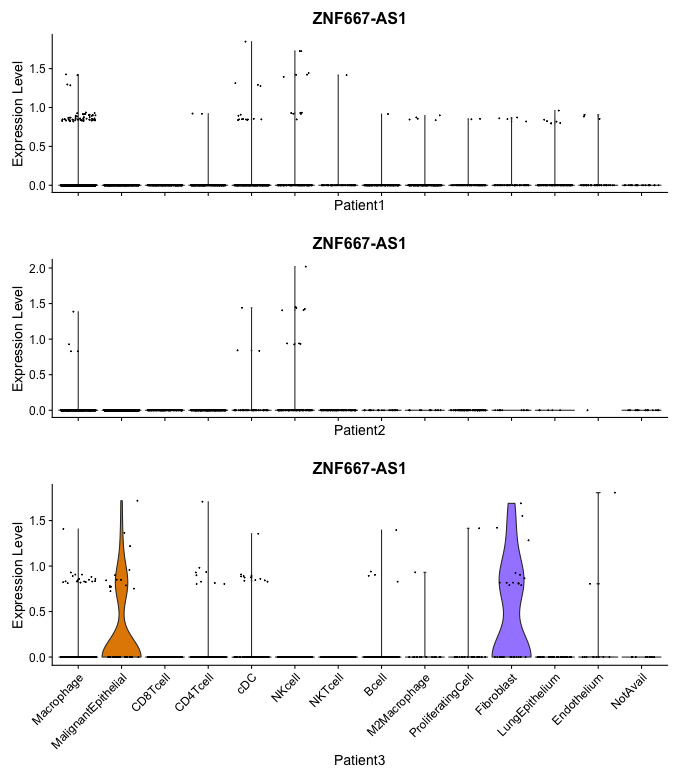 ZNF667-AS1
Expression Level
1.5
1.0
0.5
0.0
Patient1
ZNF667-AS1
Expression Level
2.0
1.5
1.0
0.5
0.0
Patient2
ZNF667-AS1
Expression Level
1.5
1.0
0.5
0.0
Macrophage
MalignantEpithelial
CD8Tcell
CD4Tcell
cDC
NKcell
NKTcell
Bcell
M2Macrophage
ProliferatingCell
Fibroblast
LungEpithelium
Endothelium
NotAvail
Patient3